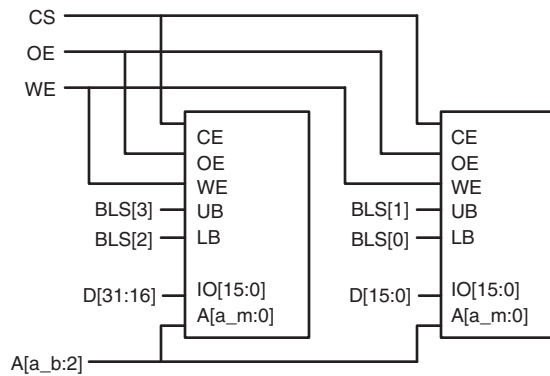 CS
OE
WE
CE
OE
WE
BLS[3] UB
BLS[2] LB
D[31:16] IO[15:0]
A[a_m:0]
CE
OE
WE
BLS[1] UB
BLS[0] LB
D[15:0] IO[15:0]
A[a_m:0]
A[a_b:2]